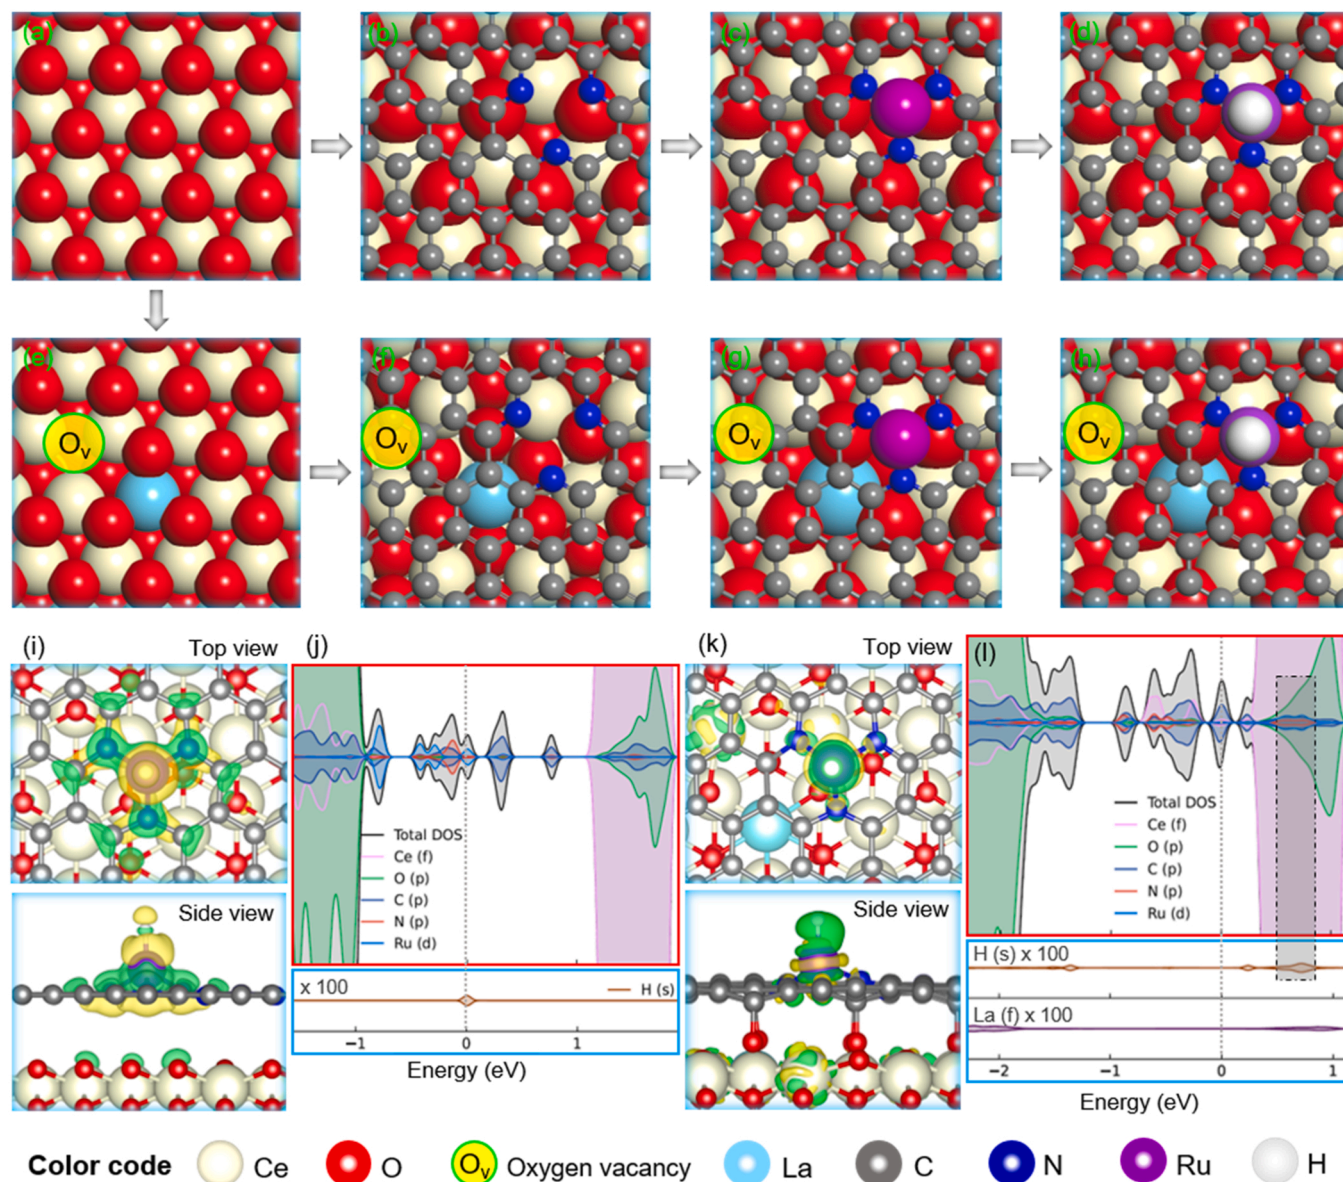 (a)
(b)
(c)
(d)
(e)
Ov
(f)
Ov
(g)
Ov
(h)
Ov
(i)
Top view
Side view
(j)
Total DOS
Ce (f)
O (p)
C (p)
N (p)
Ru (d)
x 100
H (s)
−1
0
1
Energy (eV)
(k)
Top view
Side view
(l)
Total DOS
Ce (f)
O (p)
C (p)
N (p)
Ru (d)
H (s) x 100
La (f) x 100
−2
−1
0
1
Energy (eV)
Color code Ce O Ov Oxygen vacancy La C N Ru H